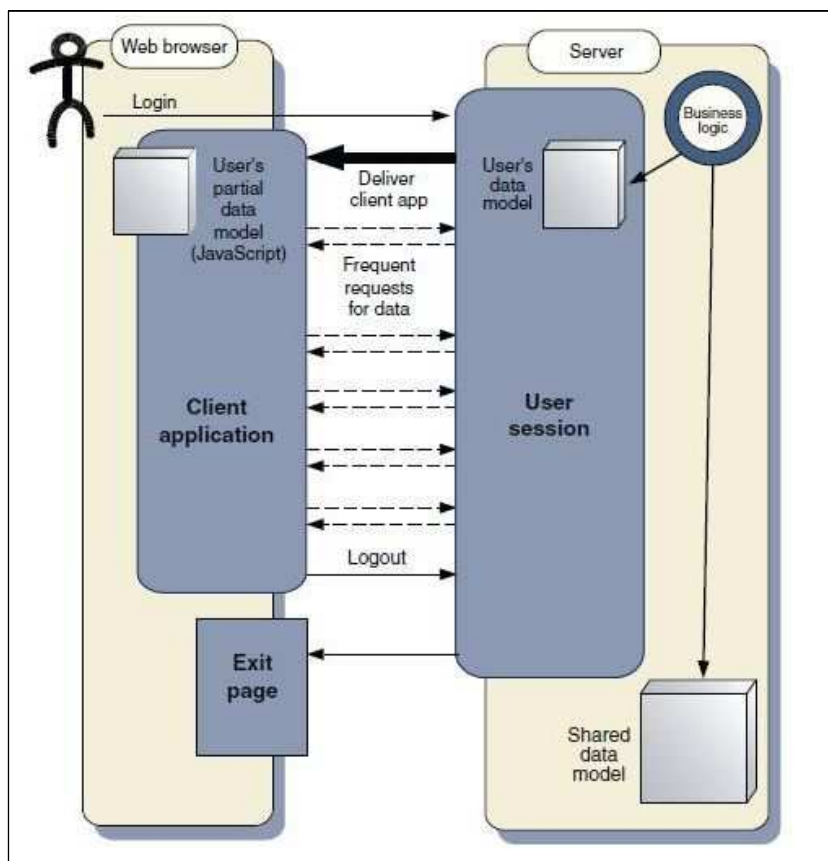 Web browser
Server
Login
Business
logic
User's
partial
data
model
(JavaScript)
Deliver
client app
User's
data
model
Frequent
requests
for data
Client
application
User
session
Logout
Exit
page
Shared
data
model